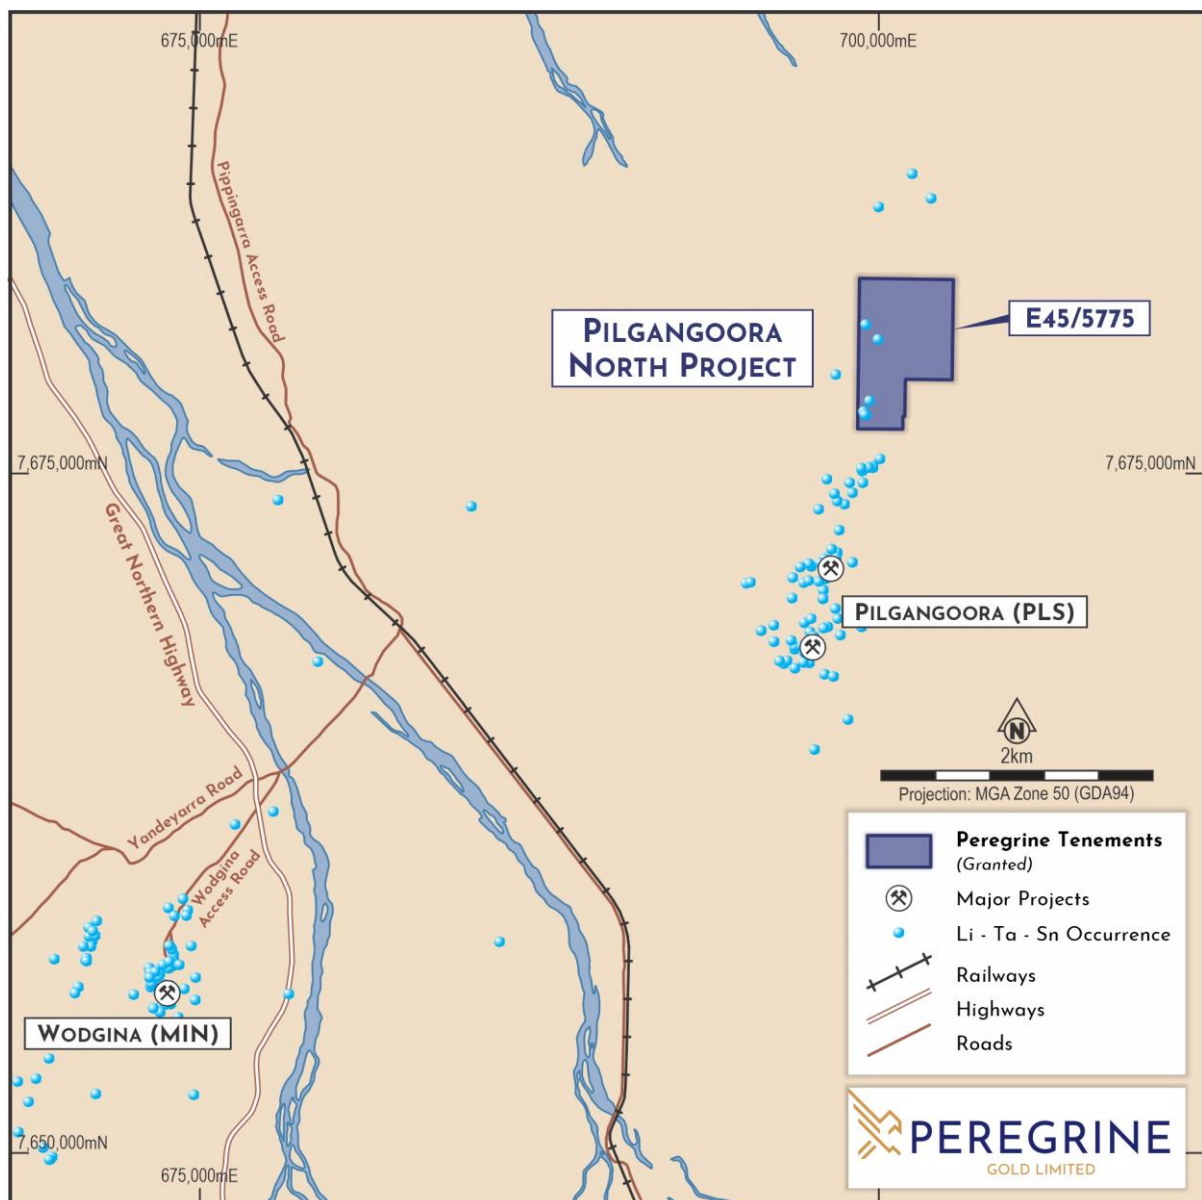 675,000mE
700,000mE
Pippingarra Access Road
PILGANGOORA
NORTH PROJECT
E45/5775
7,675,000mN
7,675,000mN
Great Northern Highway
PILGANGOORA (PLS)
N
2km
Projection: MGA Zone 50 (GDA94)
Yandeyarra Road
Wodgina
Access Road
WODGINA (MIN)
Peregrine Tenements
(Granted)
Major Projects
Li - Ta - Sn Occurrence
Railways
Highways
Roads
7,650,000mN
675,000mE
PEREGRINE
GOLD LIMITED